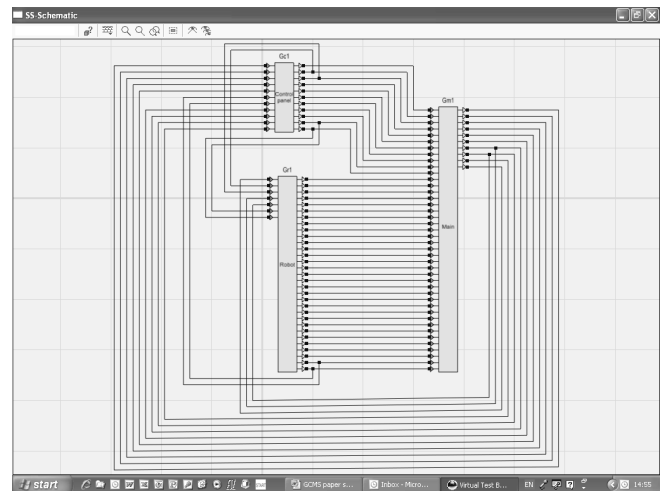 SS-Schematic
Gc1
Control
panel
Gm1
Gr1
Main
Robot
start
GCMS paper s...
Inbox - Micro...
Virtual Test B...
EN
14:55